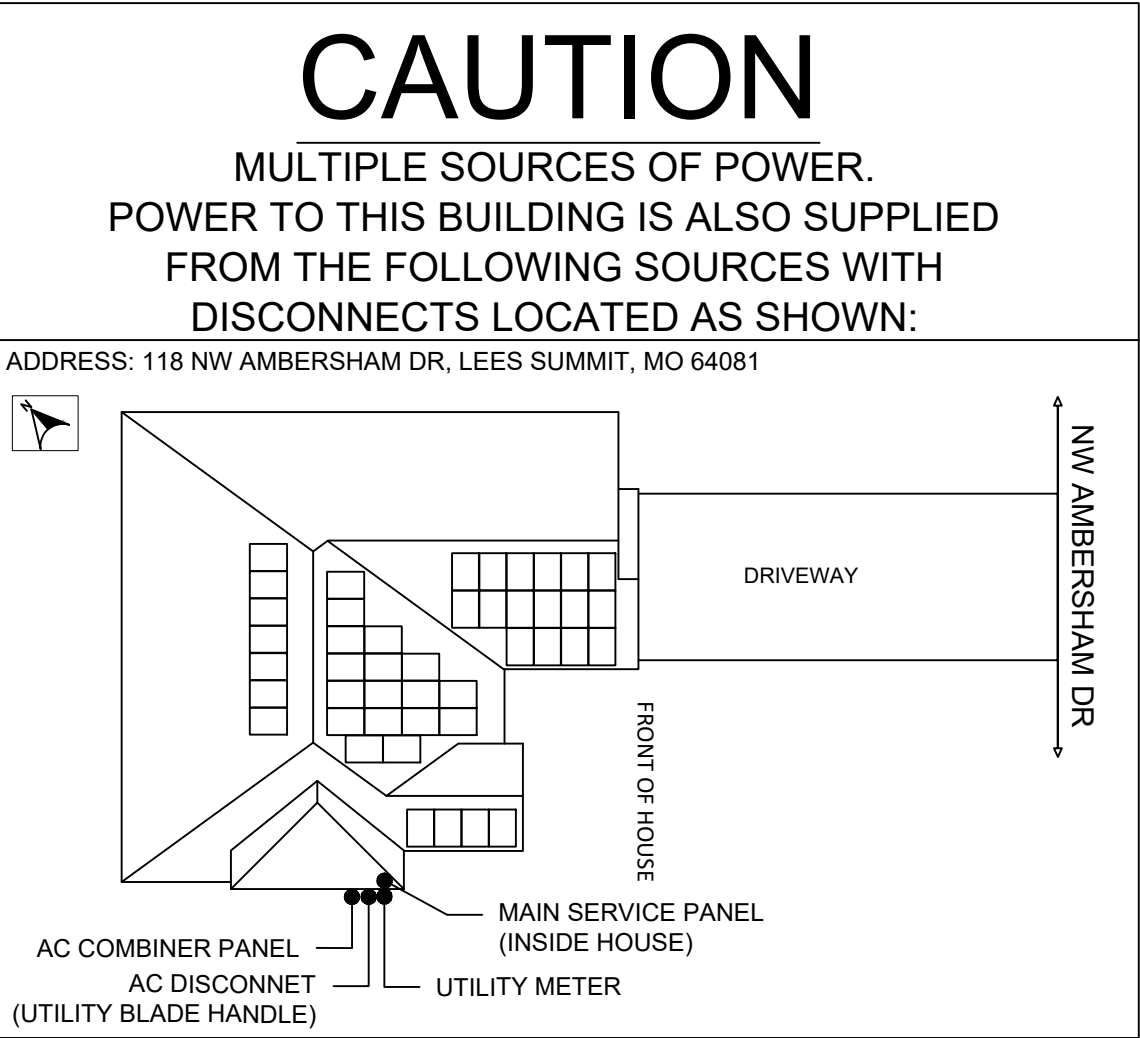 CAUTION
MULTIPLE SOURCES OF POWER.
POWER TO THIS BUILDING IS ALSO SUPPLIED
FROM THE FOLLOWING SOURCES WITH
DISCONNECTS LOCATED AS SHOWN:
ADDRESS: 118 NW AMBERSHAM DR, LEES SUMMIT, MO 64081
N
NW AMBERSHAM DR
DRIVEWAY
FRONT OF HOUSE
MAIN SERVICE PANEL
(INSIDE HOUSE)
AC COMBINER PANEL
AC DISCONNET
(UTILITY BLADE HANDLE)
UTILITY METER